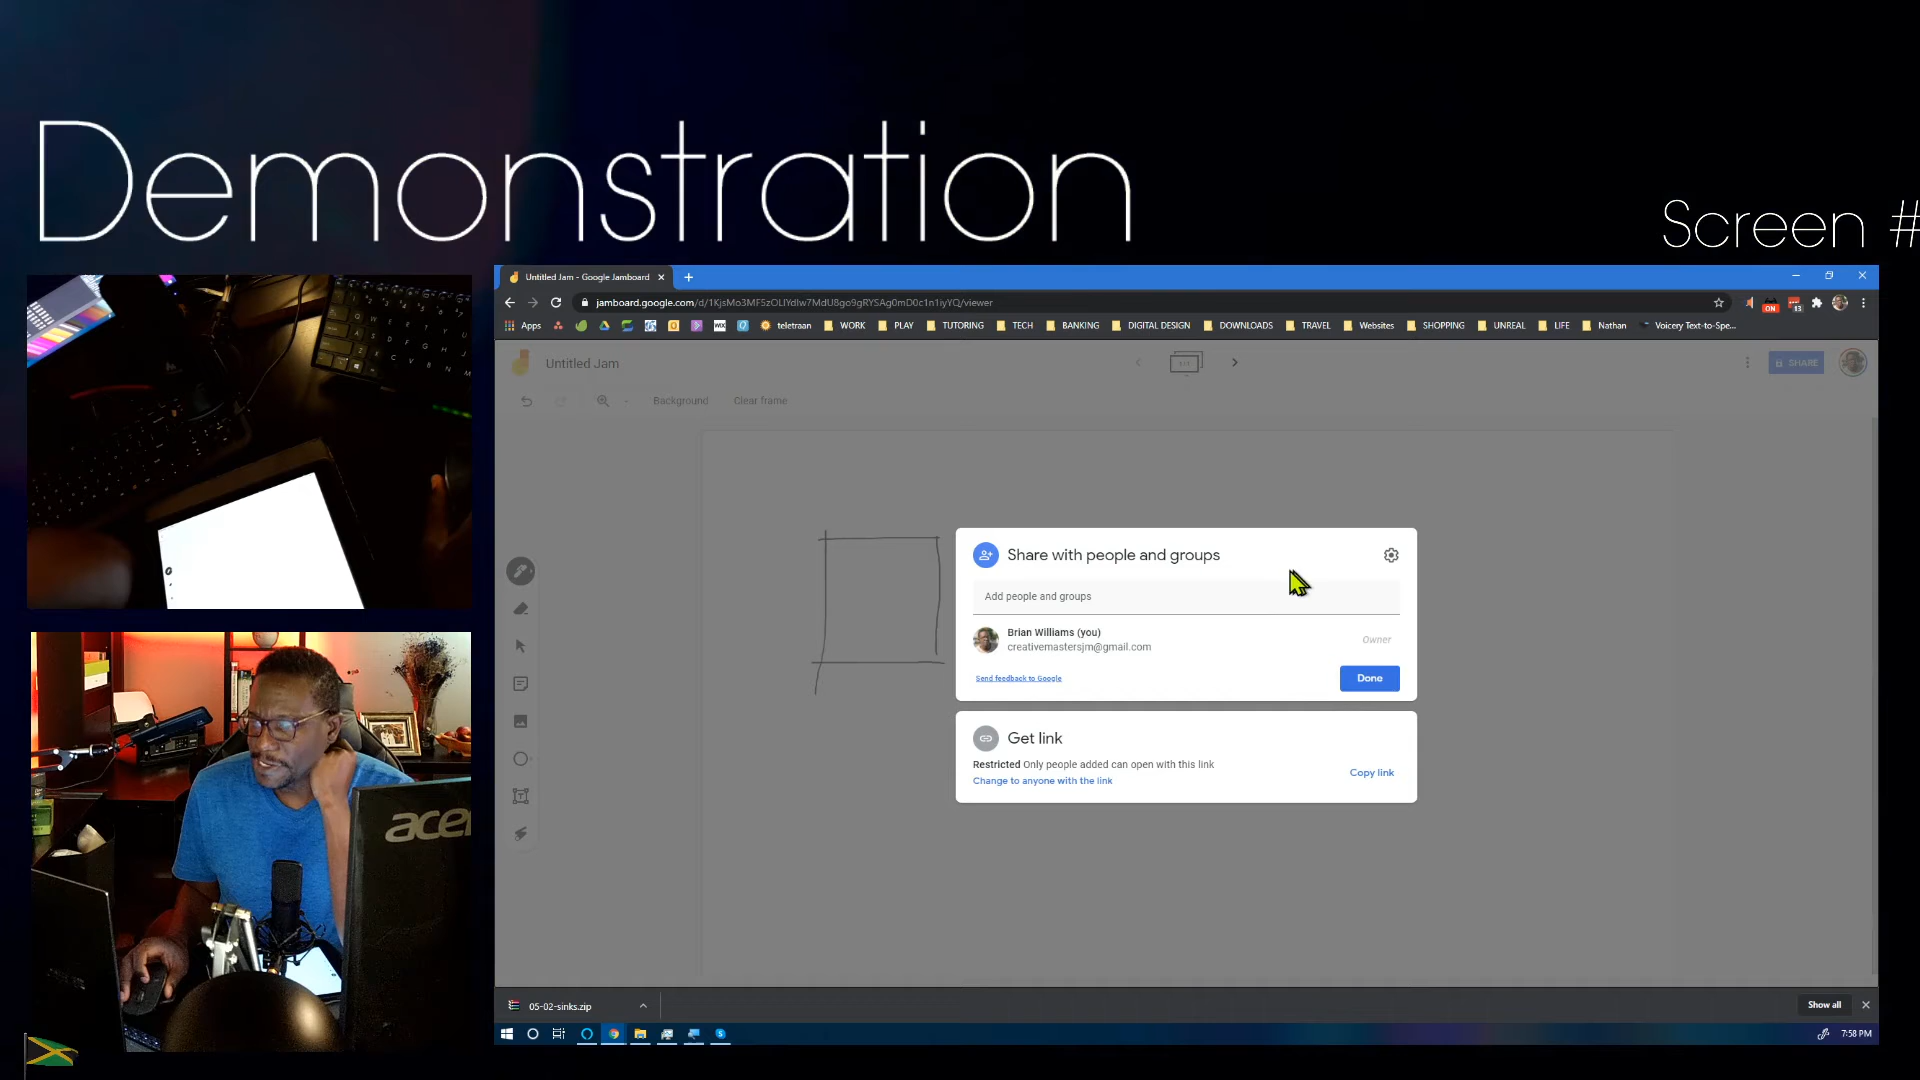 Demonstration
Screen #
Untitled Jam - Google Jamboard
jamboard.google.com/d/1KjsMo3MF5zOLlYdIw7MdUBgo9gRYSAg0mD0c1n1iyYQ/viewer
Apps
teletraan
WORK
PLAY
TUTORING
TECH
BANKING
DIGITAL DESIGN
DOWNLOADS
TRAVEL
Websites
SHOPPING
UNREAL
LIFE
Nathan
Voicery Text-to-Spe...
Untitled Jam
SHARE
Background
Clear frame
Share with people and groups
Add people and groups
Brian Williams (you)
creativemastersjm@gmail.com
Owner
Send feedback to Google
Done
Get link
Restricted Only people added can open with this link
Change to anyone with the link
Copy link
acer
05-02-sinks.zip
Show all
7:58 PM